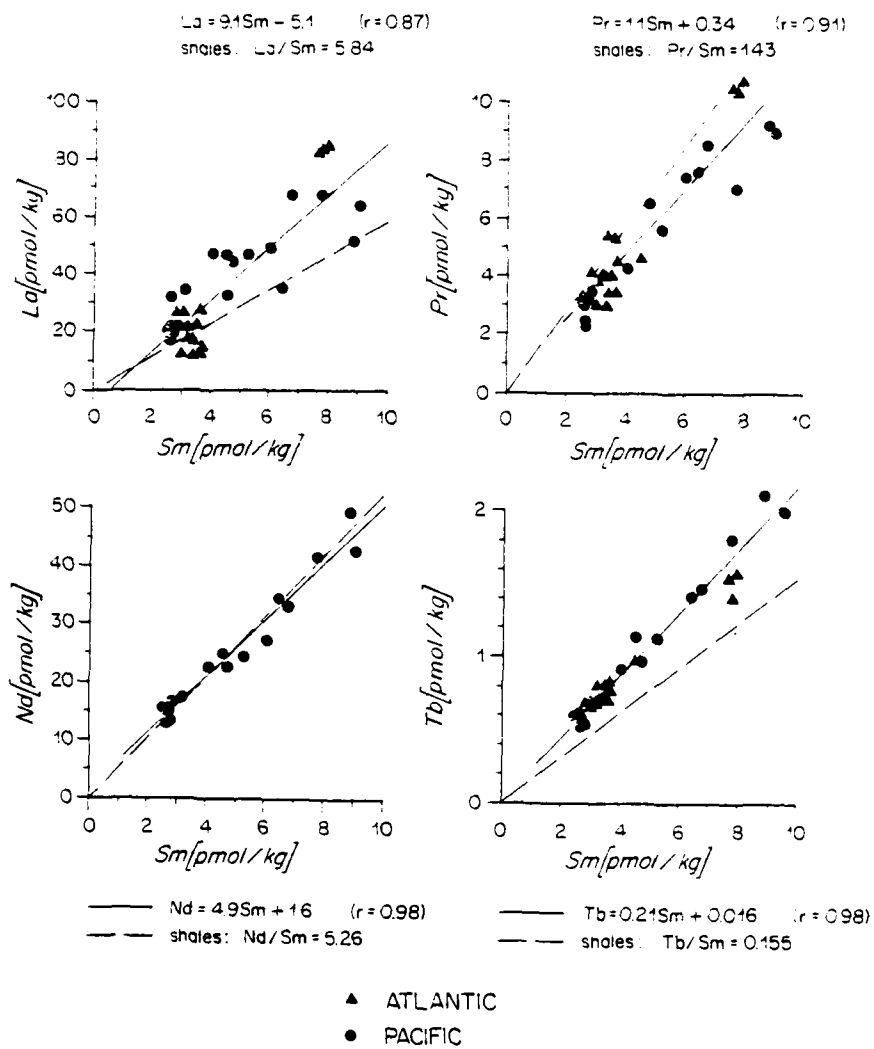 La = 9.1Sm − 5.1 (r = 0.87)
shales: La/Sm = 5.84
Pr = 1.1Sm + 0.34 (r = 0.91)
shales: Pr/Sm = 1.43
100
80
60
40
20
0
La[pmol/kg]
0 2 4 6 8 10
Sm[pmol/kg]
10
8
6
4
2
0
Pr[pmol/kg]
0 2 4 6 8 10
Sm[pmol/kg]
50
40
30
20
10
0
Nd[pmol/kg]
0 2 4 6 8 10
Sm[pmol/kg]
2
1
0
Tb[pmol/kg]
0 2 4 6 8 10
Sm[pmol/kg]
Nd = 4.9Sm + 1.6 (r = 0.98)
shales: Nd/Sm = 5.26
Tb = 0.21Sm + 0.016 (r = 0.98)
shales: Tb/Sm = 0.155
ATLANTIC
PACIFIC